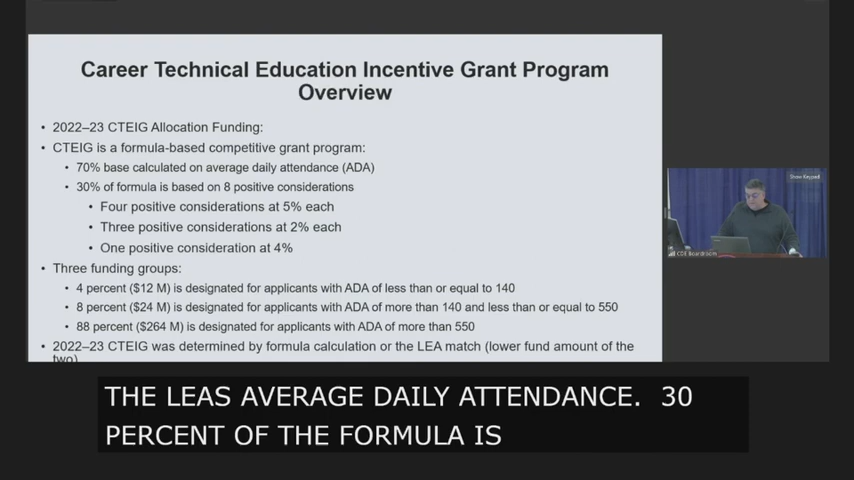 Career Technical Education Incentive Grant Program
Overview
• 2022–23 CTEIG Allocation Funding:
• CTEIG is a formula-based competitive grant program:
• 70% base calculated on average daily attendance (ADA)
• 30% of formula is based on 8 positive considerations
• Four positive considerations at 5% each
• Three positive considerations at 2% each
• One positive consideration at 4%
• Three funding groups:
• 4 percent ($12 M) is designated for applicants with ADA of less than or equal to 140
• 8 percent ($24 M) is designated for applicants with ADA of more than 140 and less than or equal to 550
• 88 percent ($264 M) is designated for applicants with ADA of more than 550
• 2022–23 CTEIG was determined by formula calculation or the LEA match (lower fund amount of the
two)
Show Keypad
CDE Boardroom
THE LEAS AVERAGE DAILY ATTENDANCE. 30
PERCENT OF THE FORMULA IS